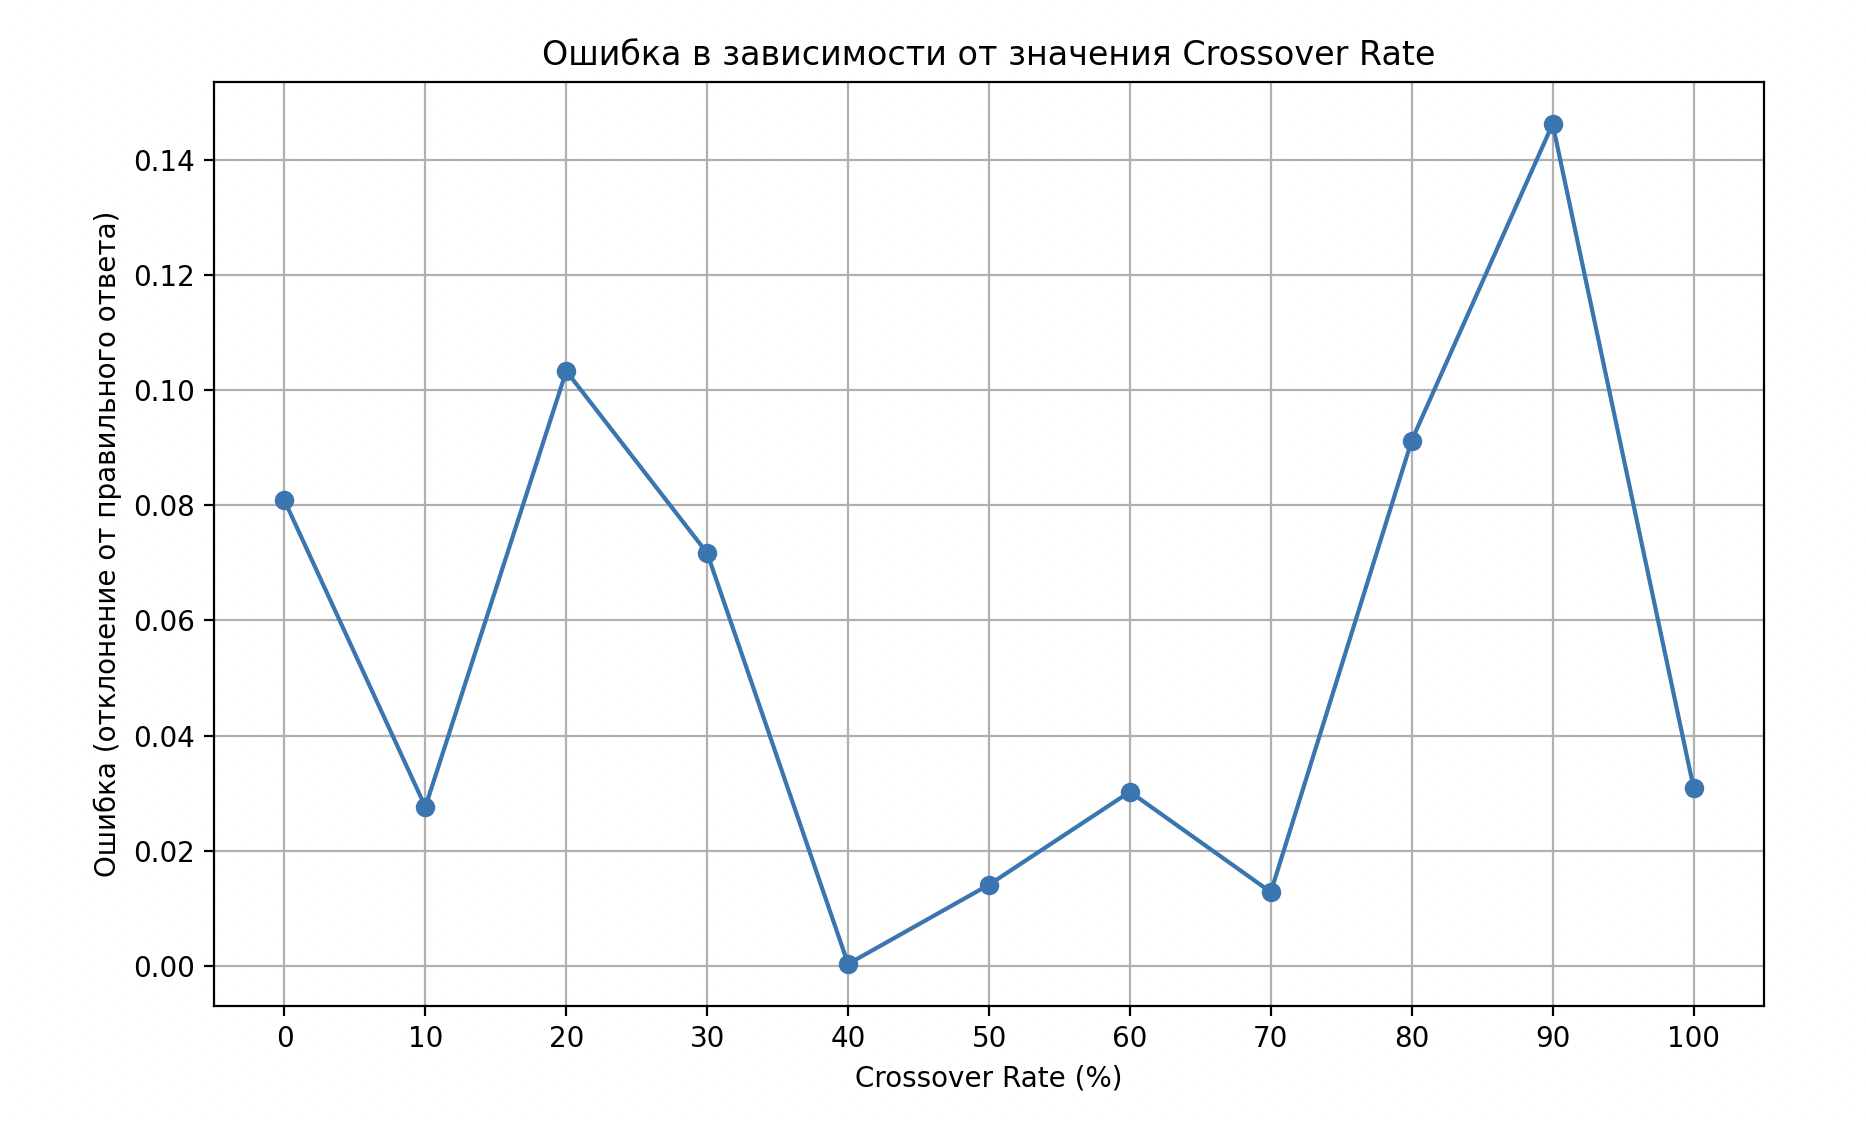 Ошибка в зависимости от значения Crossover Rate
Ошибка (отклонение от правильного ответа)
0.14
0.12
0.10
0.08
0.06
0.04
0.02
0.00
0 10 20 30 40 50 60 70 80 90 100
Crossover Rate (%)